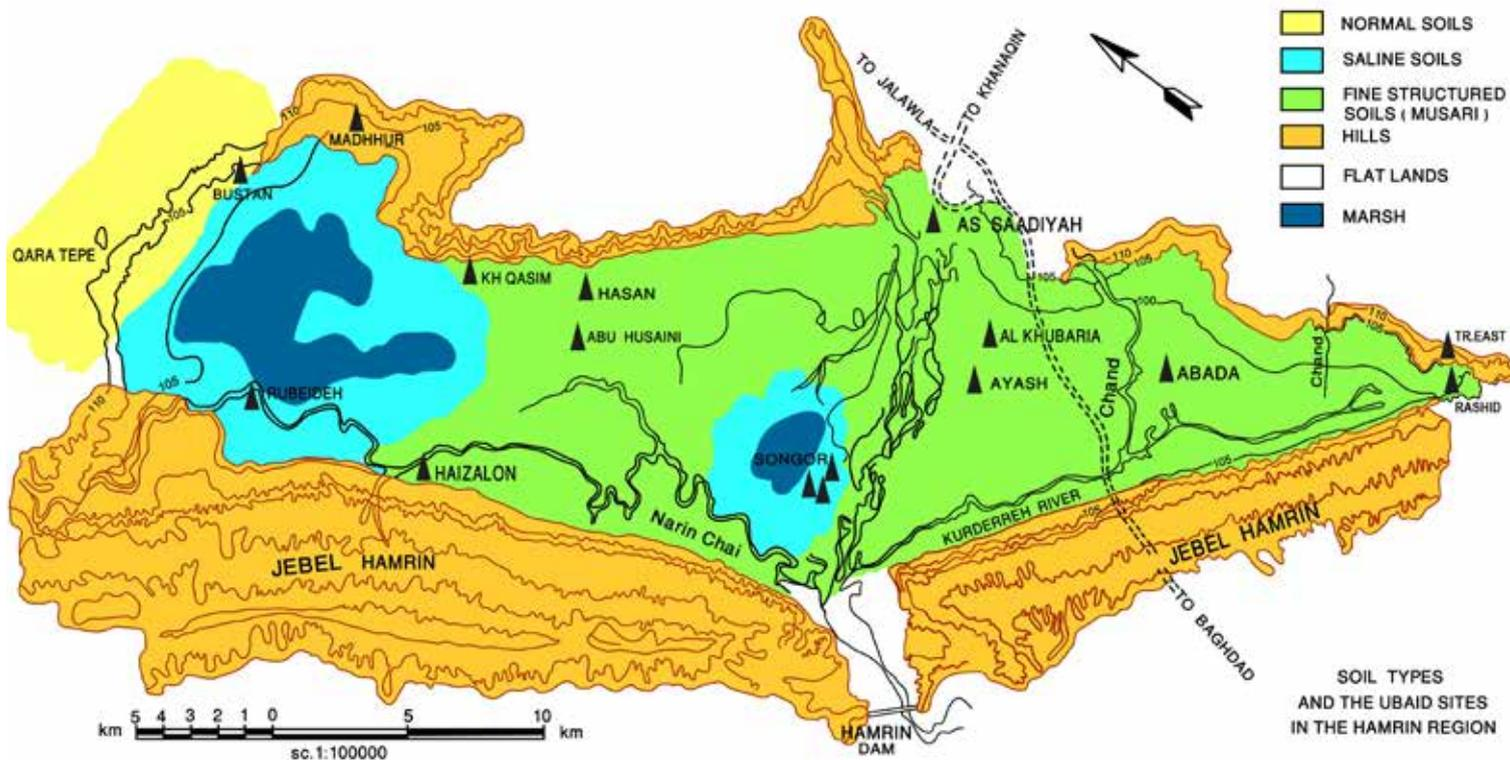 NORMAL SOILS
SALINE SOILS
FINE STRUCTURED
SOILS ( MUSARI )
HILLS
FLAT LANDS
MARSH
TO JALAWLA
TO KHANAQIN
110
105
MADHHUR
BUSTAN
105
QARA TEPE
KH QASIM
HASAN
ABU HUSAINI
AS SAADIYAH
105
110
105
100
AL KHUBARIA
AYASH
Chand
ABADA
Chand
110
105
TR.EAST
RASHID
105
110
RUBEIDEH
HAIZALON
SONGOR
Narin Chai
KURDERREH RIVER
105
105
JEBEL HAMRIN
JEBEL HAMRIN
TO BAGHDAD
HAMRIN
DAM
5 4 3 2 1 0 5 10
km km
sc.1:100000
SOIL TYPES
AND THE UBAID SITES
IN THE HAMRIN REGION